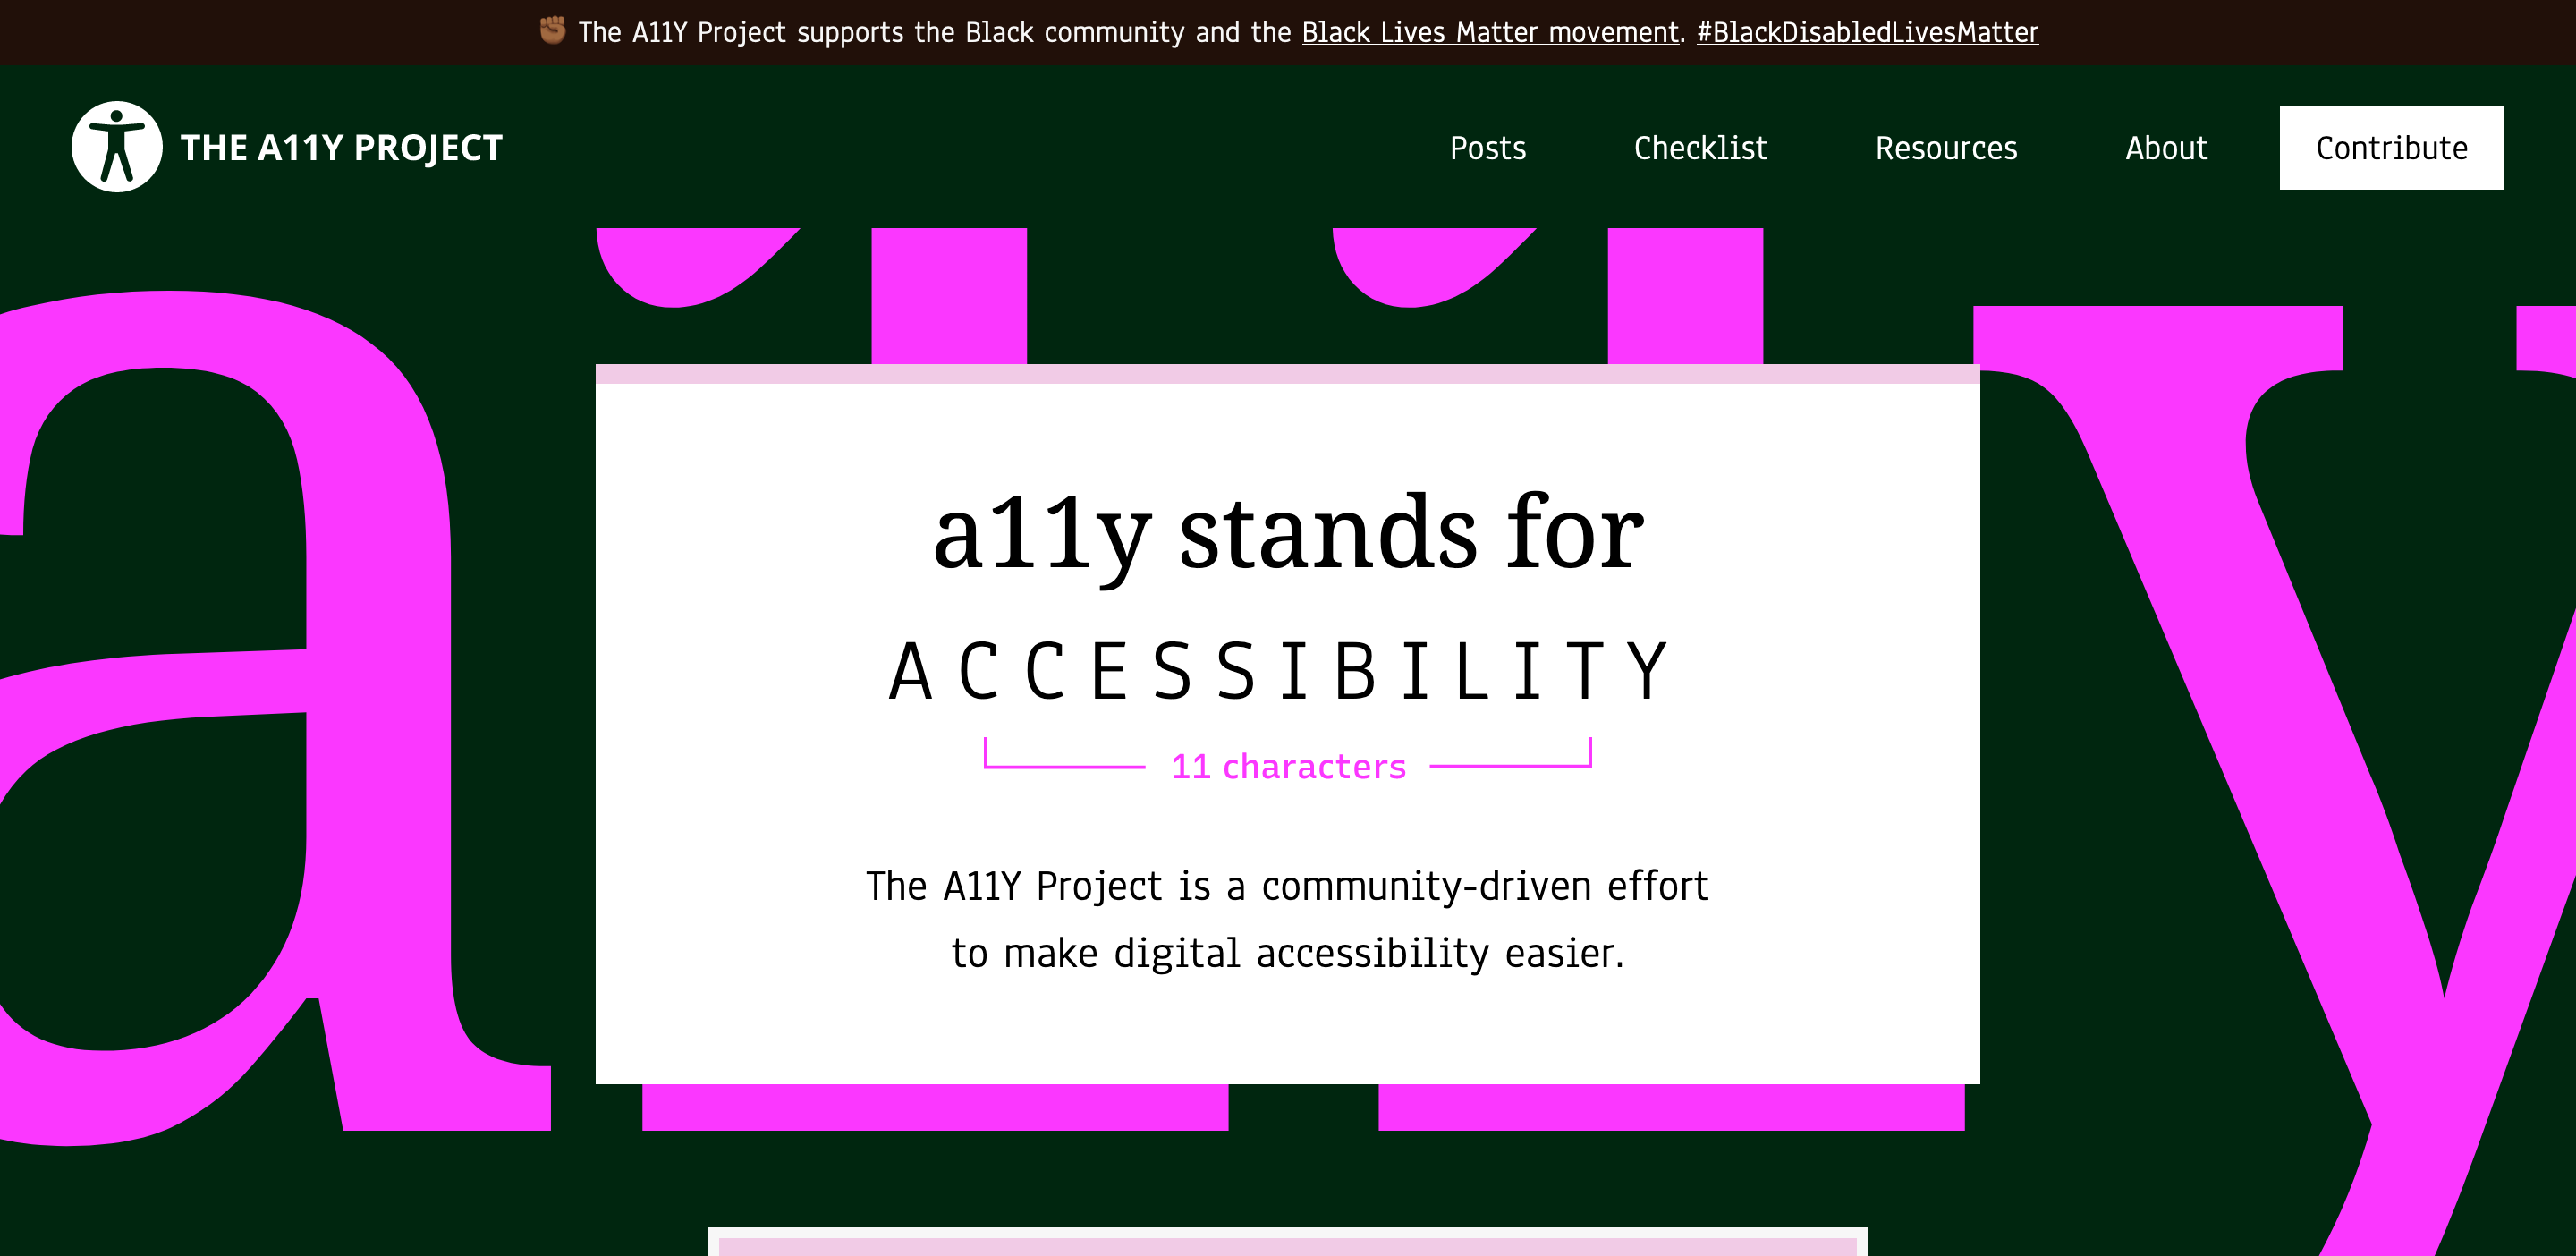 ✊🏾 The A11Y Project supports the Black community and the Black Lives Matter movement. #BlackDisabledLivesMatter
THE A11Y PROJECT
Posts
Checklist
Resources
About
Contribute
a11y
a11y stands for
ACCESSIBILITY
11 characters
The A11Y Project is a community-driven effort
to make digital accessibility easier.